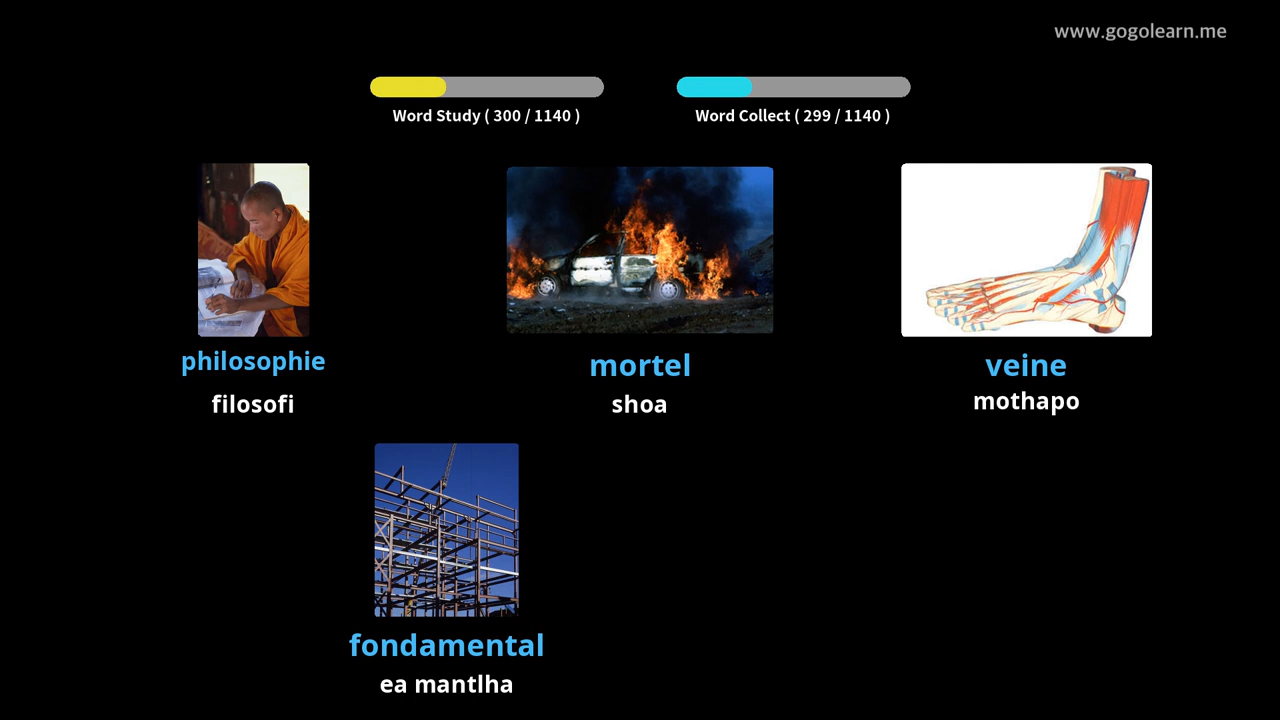 www.gogolearn.me
Word Study ( 300 / 1140 )
Word Collect ( 299 / 1140 )
philosophie
filosofi
mortel
shoa
veine
mothapo
fondamental
ea mantlha